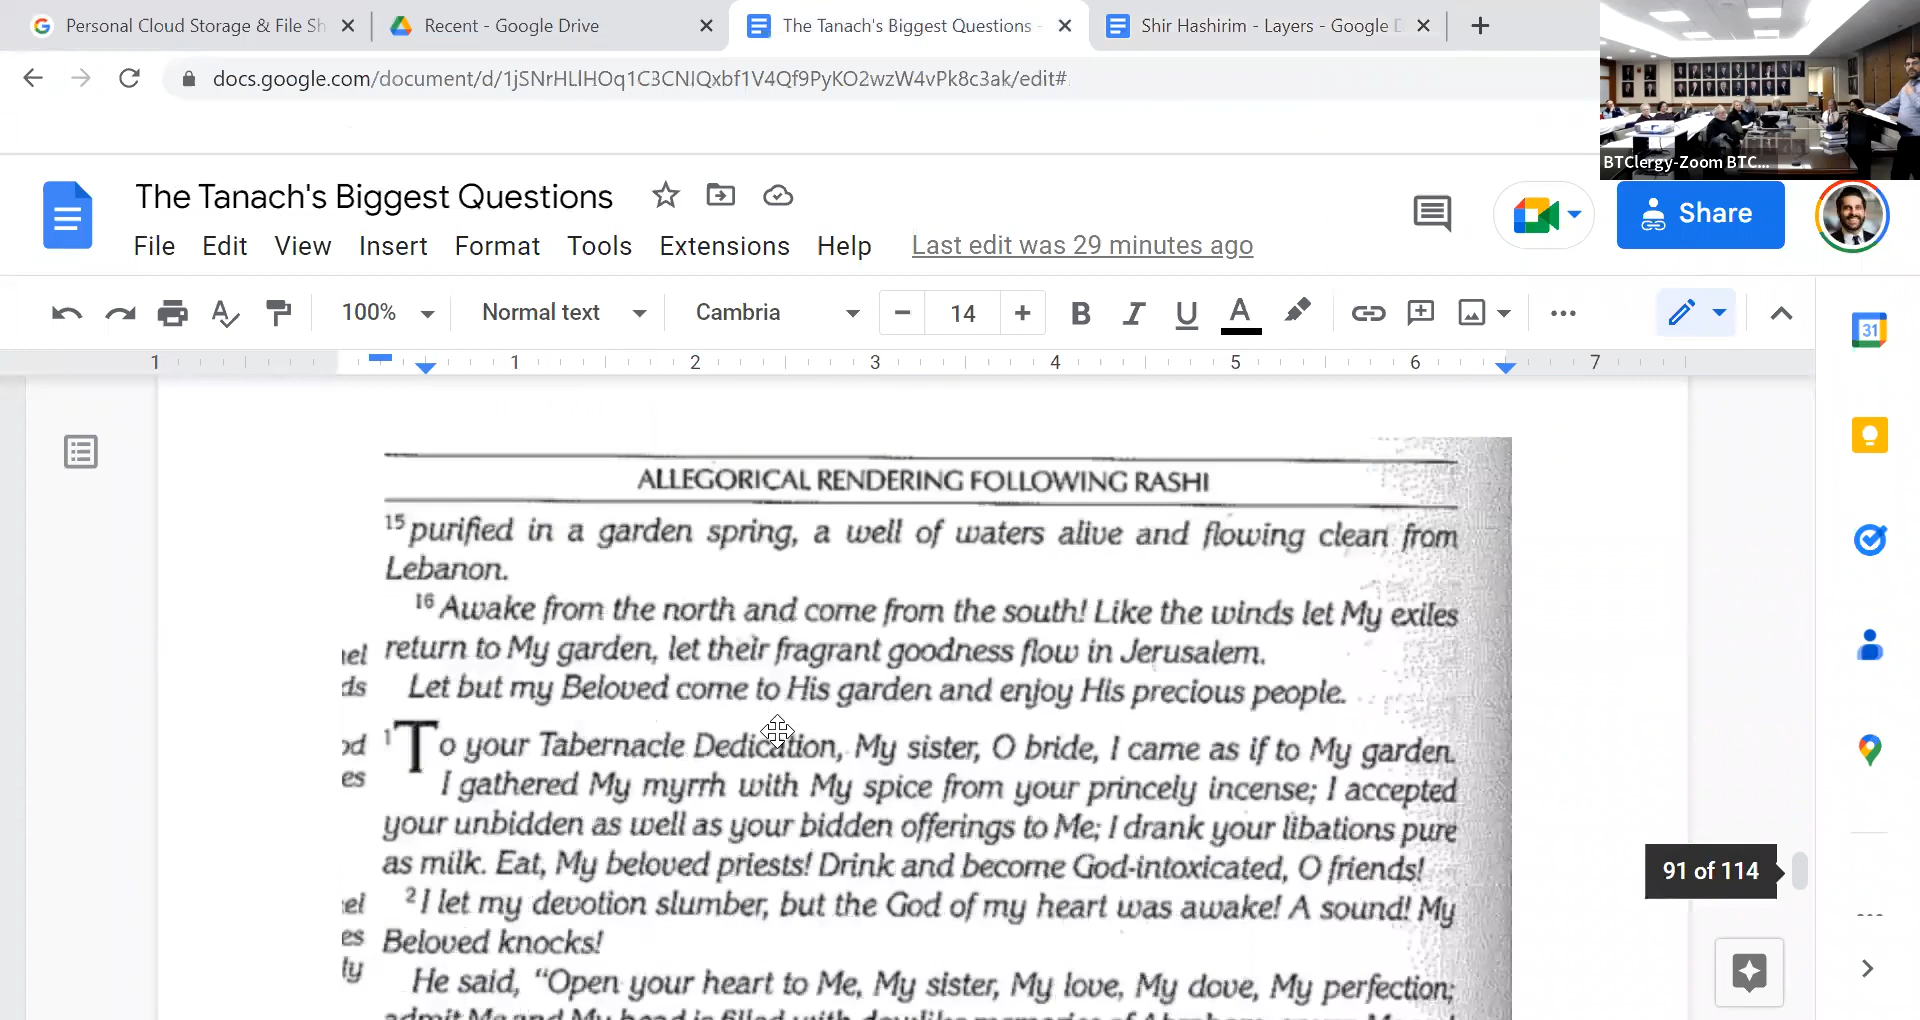 Personal Cloud Storage & File Sh
Recent - Google Drive
The Tanach's Biggest Questions -
Shir Hashirim - Layers - Google D
docs.google.com/document/d/1jSNrHLlHOq1C3CNIQxbf1V4Qf9PyKO2wzW4vPk8c3ak/edit#
BTClergy-Zoom BTC...
The Tanach's Biggest Questions
Share
File Edit View Insert Format Tools Extensions Help Last edit was 29 minutes ago
100% Normal text Cambria 14 B I U A
1 1 2 3 4 5 6 7
31
ALLEGORICAL RENDERING FOLLOWING RASHI
15 purified in a garden spring, a well of waters alive and flowing clean from
Lebanon.
16 Awake from the north and come from the south! Like the winds let My exiles
return to My garden, let their fragrant goodness flow in Jerusalem.
Let but my Beloved come to His garden and enjoy His precious people.
1 To your Tabernacle Dedication, My sister, O bride, I came as if to My garden.
I gathered My myrrh with My spice from your princely incense; I accepted
your unbidden as well as your bidden offerings to Me; I drank your libations pure
as milk. Eat, My beloved priests! Drink and become God-intoxicated, O friends!
2 I let my devotion slumber, but the God of my heart was awake! A sound! My
Beloved knocks!
He said, "Open your heart to Me, My sister, My love, My dove, My perfection;
91 of 114